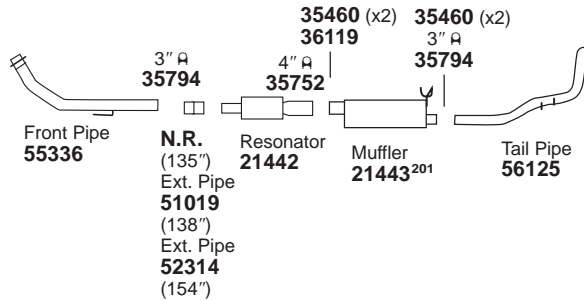 35460 (x2)
36119
35460 (x2)
3″
35794
3″
35794
4″
35752
Front Pipe
55336
N.R.
(135″)
Ext. Pipe
51019
(138″)
Ext. Pipe
52314
(154″)
Resonator
21442
Muffler
21443²⁰¹
Tail Pipe
56125